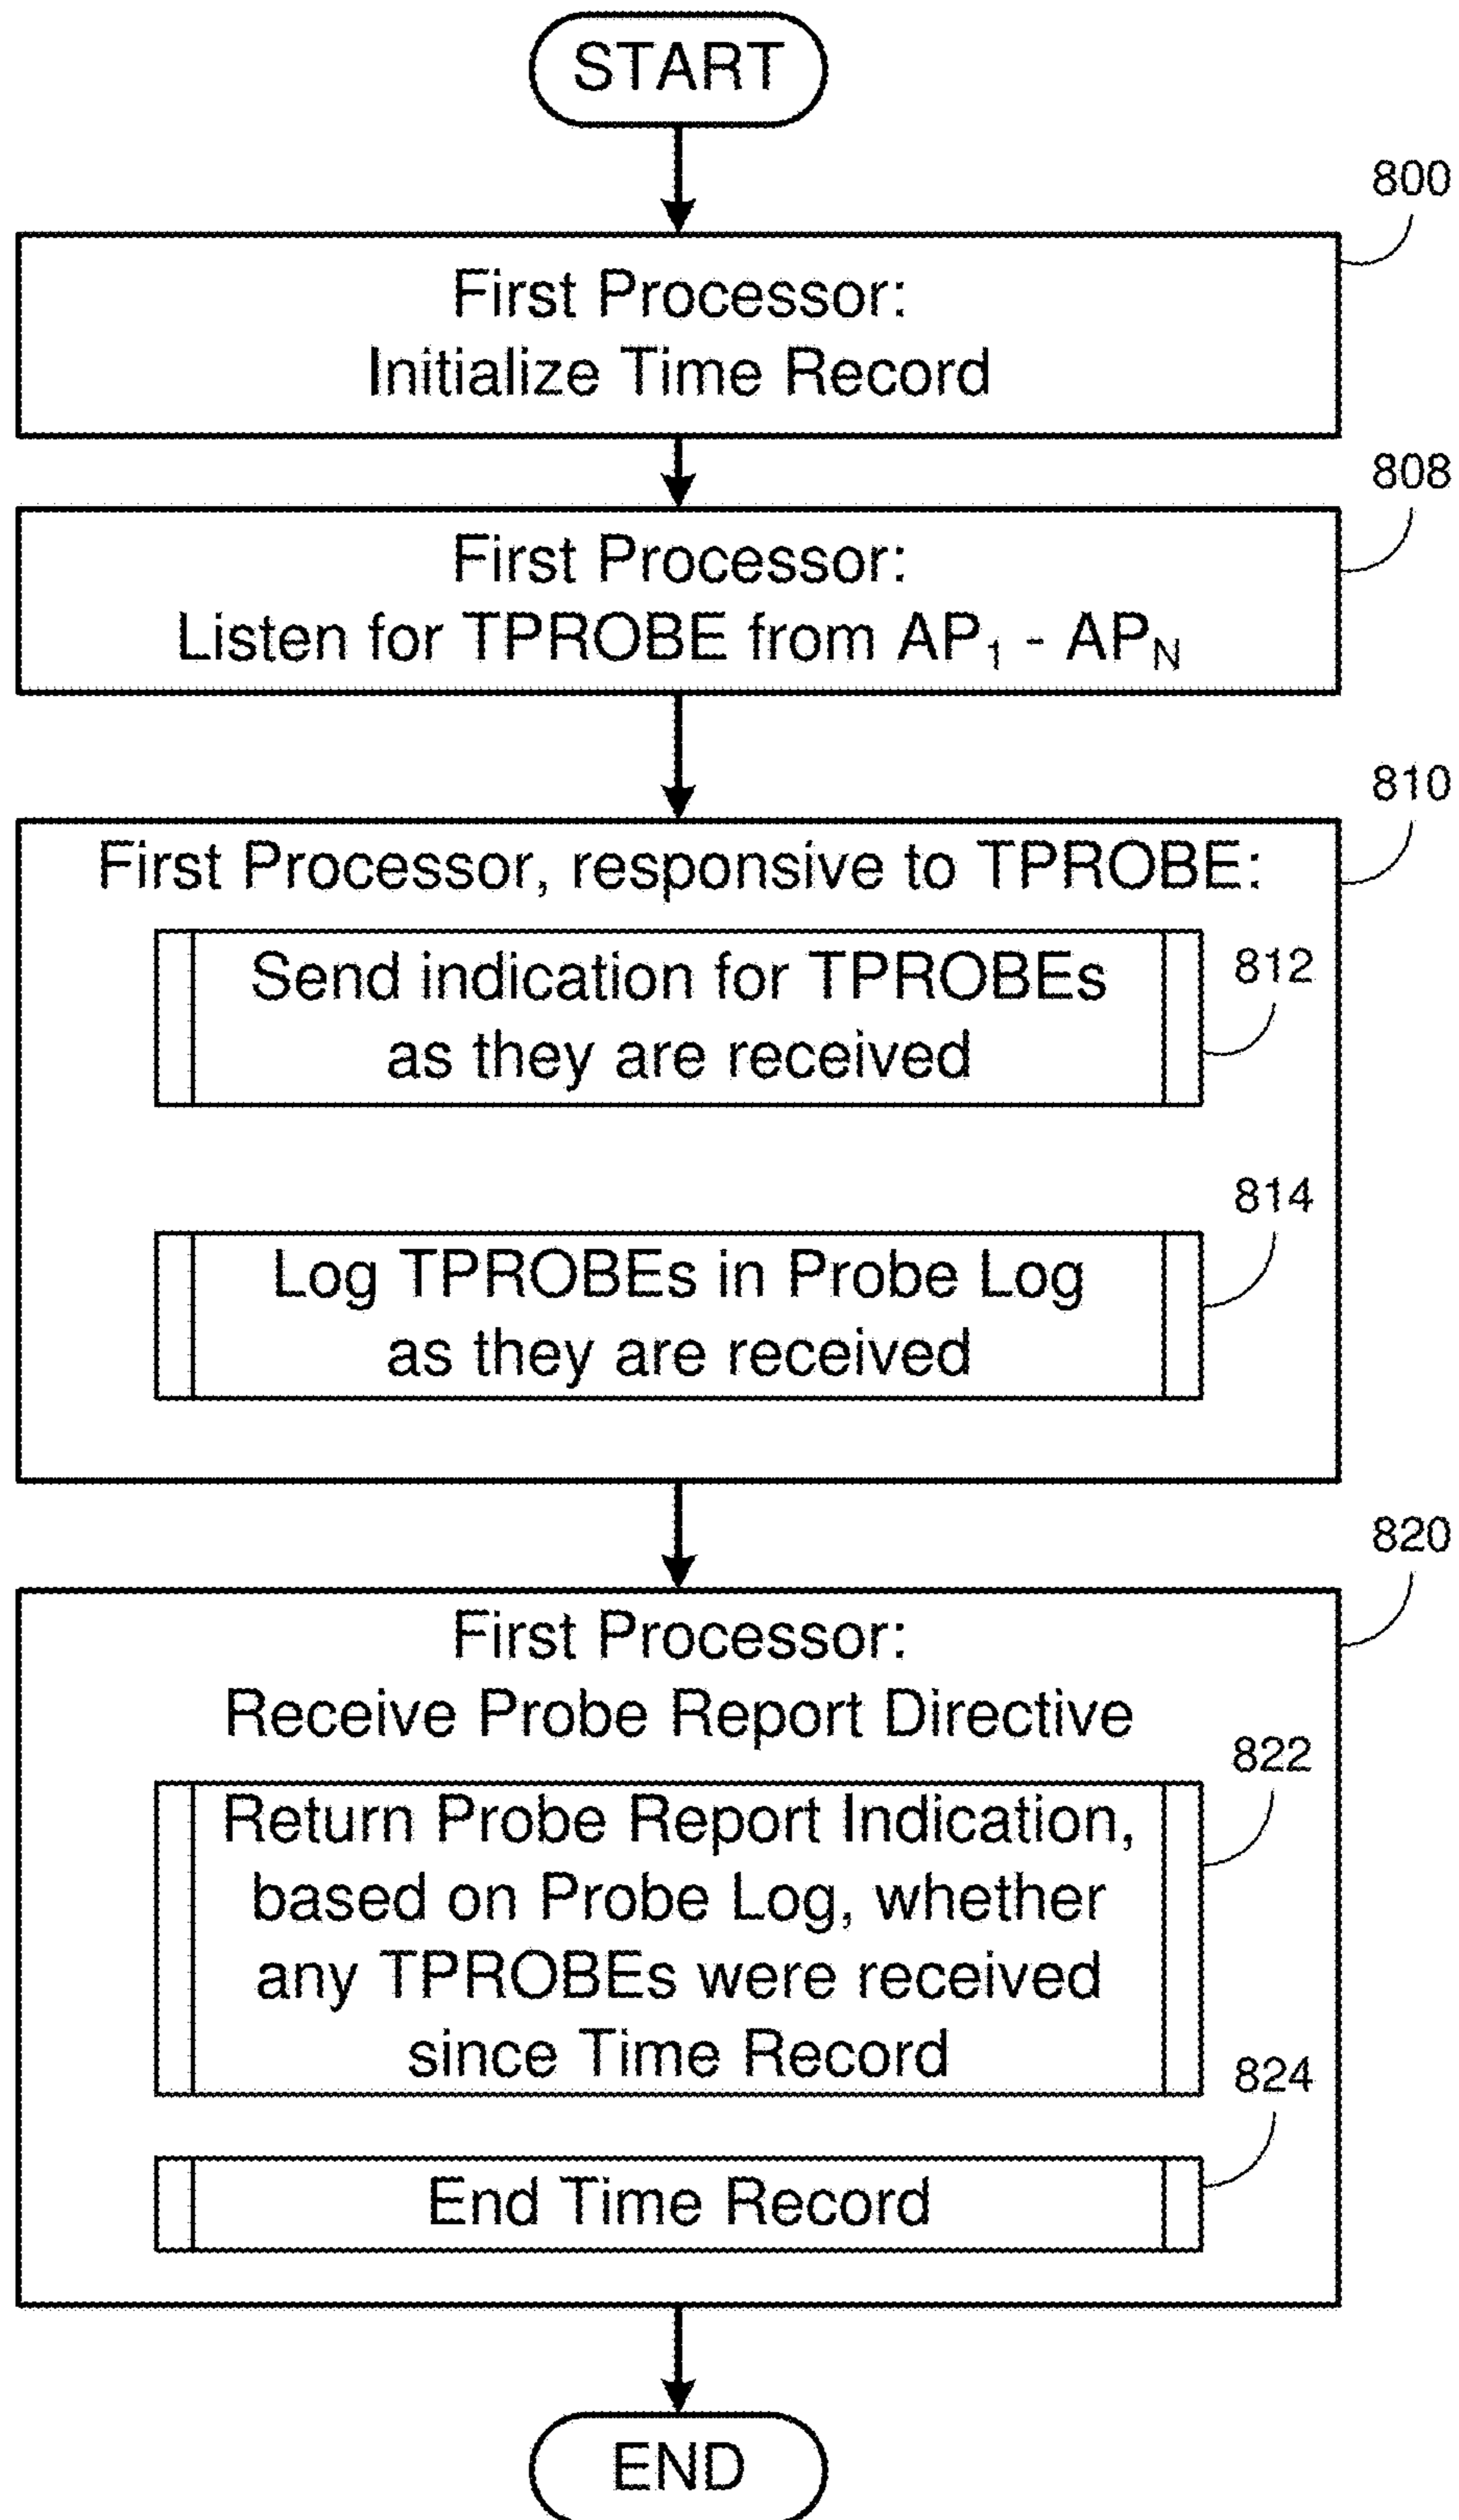 START
800
First Processor:
Initialize Time Record
808
First Processor:
Listen for TPROBE from AP₁ - APₙ
810
First Processor, responsive to TPROBE:
Send indication for TPROBEs
812
as they are received
814
Log TPROBEs in Probe Log
as they are received
820
First Processor:
Receive Probe Report Directive
822
Return Probe Report Indication,
based on Probe Log, whether
any TPROBEs were received
since Time Record
824
End Time Record
END